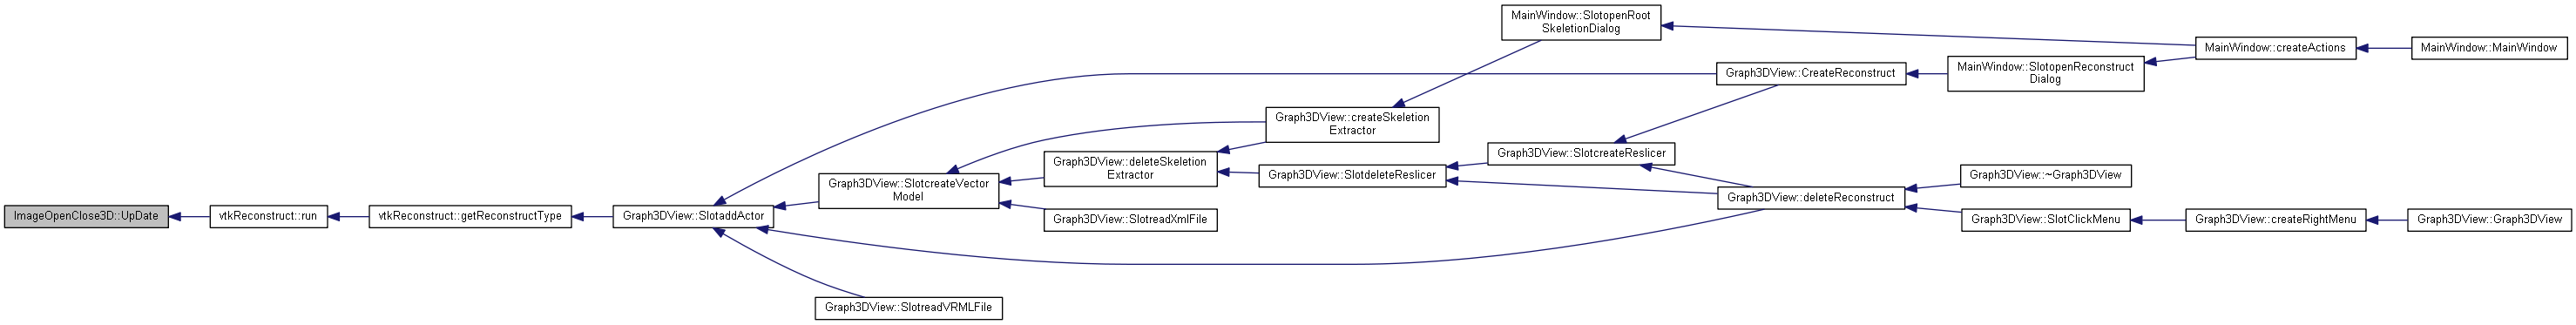 MainWindow::SlotopenRoot
SkeletionDialog
MainWindow::createActions
MainWindow::MainWindow
MainWindow::SlotopenReconstruct
Dialog
Graph3DView::CreateReconstruct
Graph3DView::createSkeletion
Extractor
Graph3DView::SlotcreateReslicer
Graph3DView::deleteSkeletion
Extractor
Graph3DView::SlotdeleteReslicer
Graph3DView::~Graph3DView
Graph3DView::SlotcreateVector
Model
Graph3DView::deleteReconstruct
ImageOpenClose3D::UpDate
vtkReconstruct::run
vtkReconstruct::getReconstructType
Graph3DView::SlotaddActor
Graph3DView::SlotreadXmlFile
Graph3DView::SlotClickMenu
Graph3DView::createRightMenu
Graph3DView::Graph3DView
Graph3DView::SlotreadVRMLFile